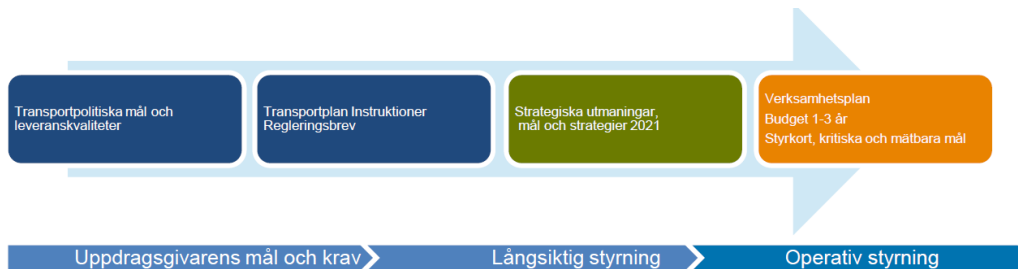 Transportpolitiska mål och
leveranskvaliteter
Transportplan Instruktioner
Regleringsbrev
Strategiska utmaningar,
mål och strategier 2021
Verksamhetsplan
Budget 1-3 år
Styrkort, kritiska och mätbara mål
Uppdragsgivarens mål och krav
Långsiktig styrning
Operativ styrning